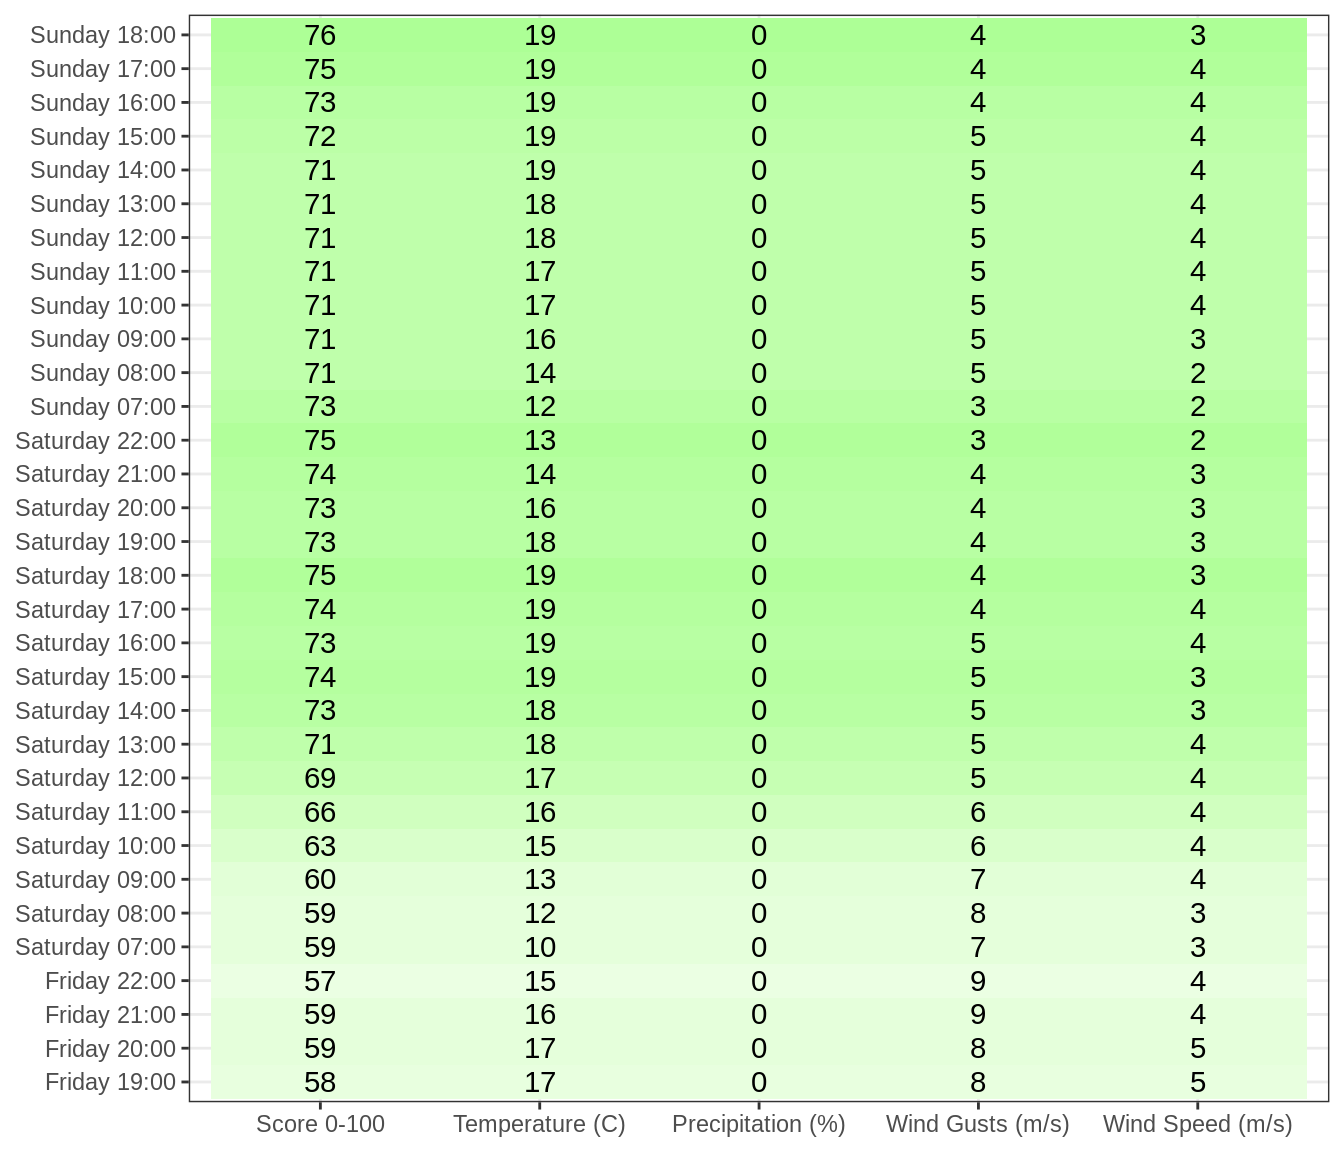 Sunday 18:00 76 19 0 4 3
Sunday 17:00 75 19 0 4 4
Sunday 16:00 73 19 0 4 4
Sunday 15:00 72 19 0 5 4
Sunday 14:00 71 19 0 5 4
Sunday 13:00 71 18 0 5 4
Sunday 12:00 71 18 0 5 4
Sunday 11:00 71 17 0 5 4
Sunday 10:00 71 17 0 5 4
Sunday 09:00 71 16 0 5 3
Sunday 08:00 71 14 0 5 2
Sunday 07:00 73 12 0 3 2
Saturday 22:00 75 13 0 3 2
Saturday 21:00 74 14 0 4 3
Saturday 20:00 73 16 0 4 3
Saturday 19:00 73 18 0 4 3
Saturday 18:00 75 19 0 4 3
Saturday 17:00 74 19 0 4 4
Saturday 16:00 73 19 0 5 4
Saturday 15:00 74 19 0 5 3
Saturday 14:00 73 18 0 5 3
Saturday 13:00 71 18 0 5 4
Saturday 12:00 69 17 0 5 4
Saturday 11:00 66 16 0 6 4
Saturday 10:00 63 15 0 6 4
Saturday 09:00 60 13 0 7 4
Saturday 08:00 59 12 0 8 3
Saturday 07:00 59 10 0 7 3
Friday 22:00 57 15 0 9 4
Friday 21:00 59 16 0 9 4
Friday 20:00 59 17 0 8 5
Friday 19:00 58 17 0 8 5
Score 0-100 Temperature (C) Precipitation (%) Wind Gusts (m/s) Wind Speed (m/s)